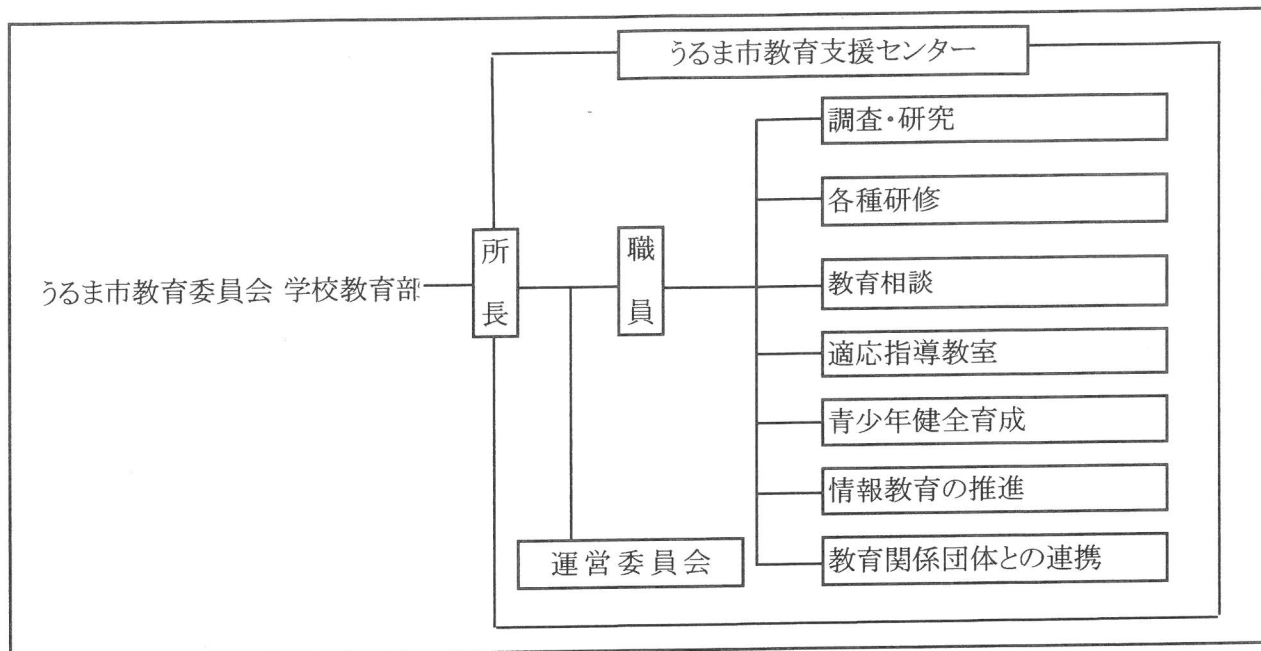 うるま市教育支援センター
調査・研究
各種研修
うるま市教育委員会 学校教育部
所長
職員
教育相談
適応指導教室
青少年健全育成
情報教育の推進
運営委員会
教育関係団体との連携